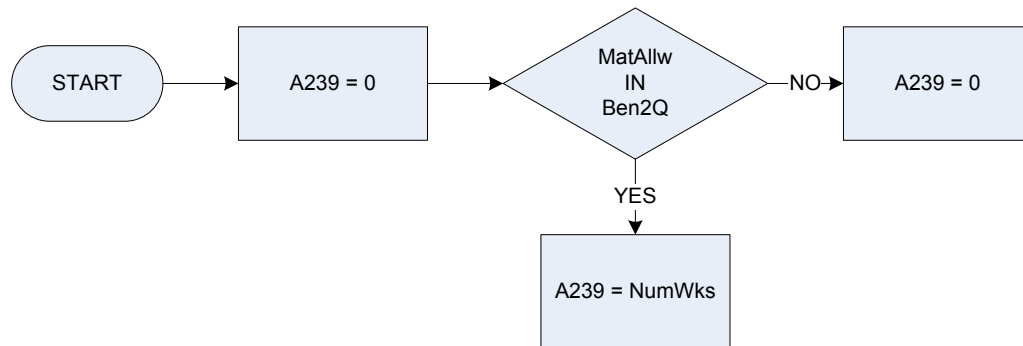 START
A239 = 0
MatAllw
IN
Ben2Q
NO
A239 = 0
YES
A239 = NumWks